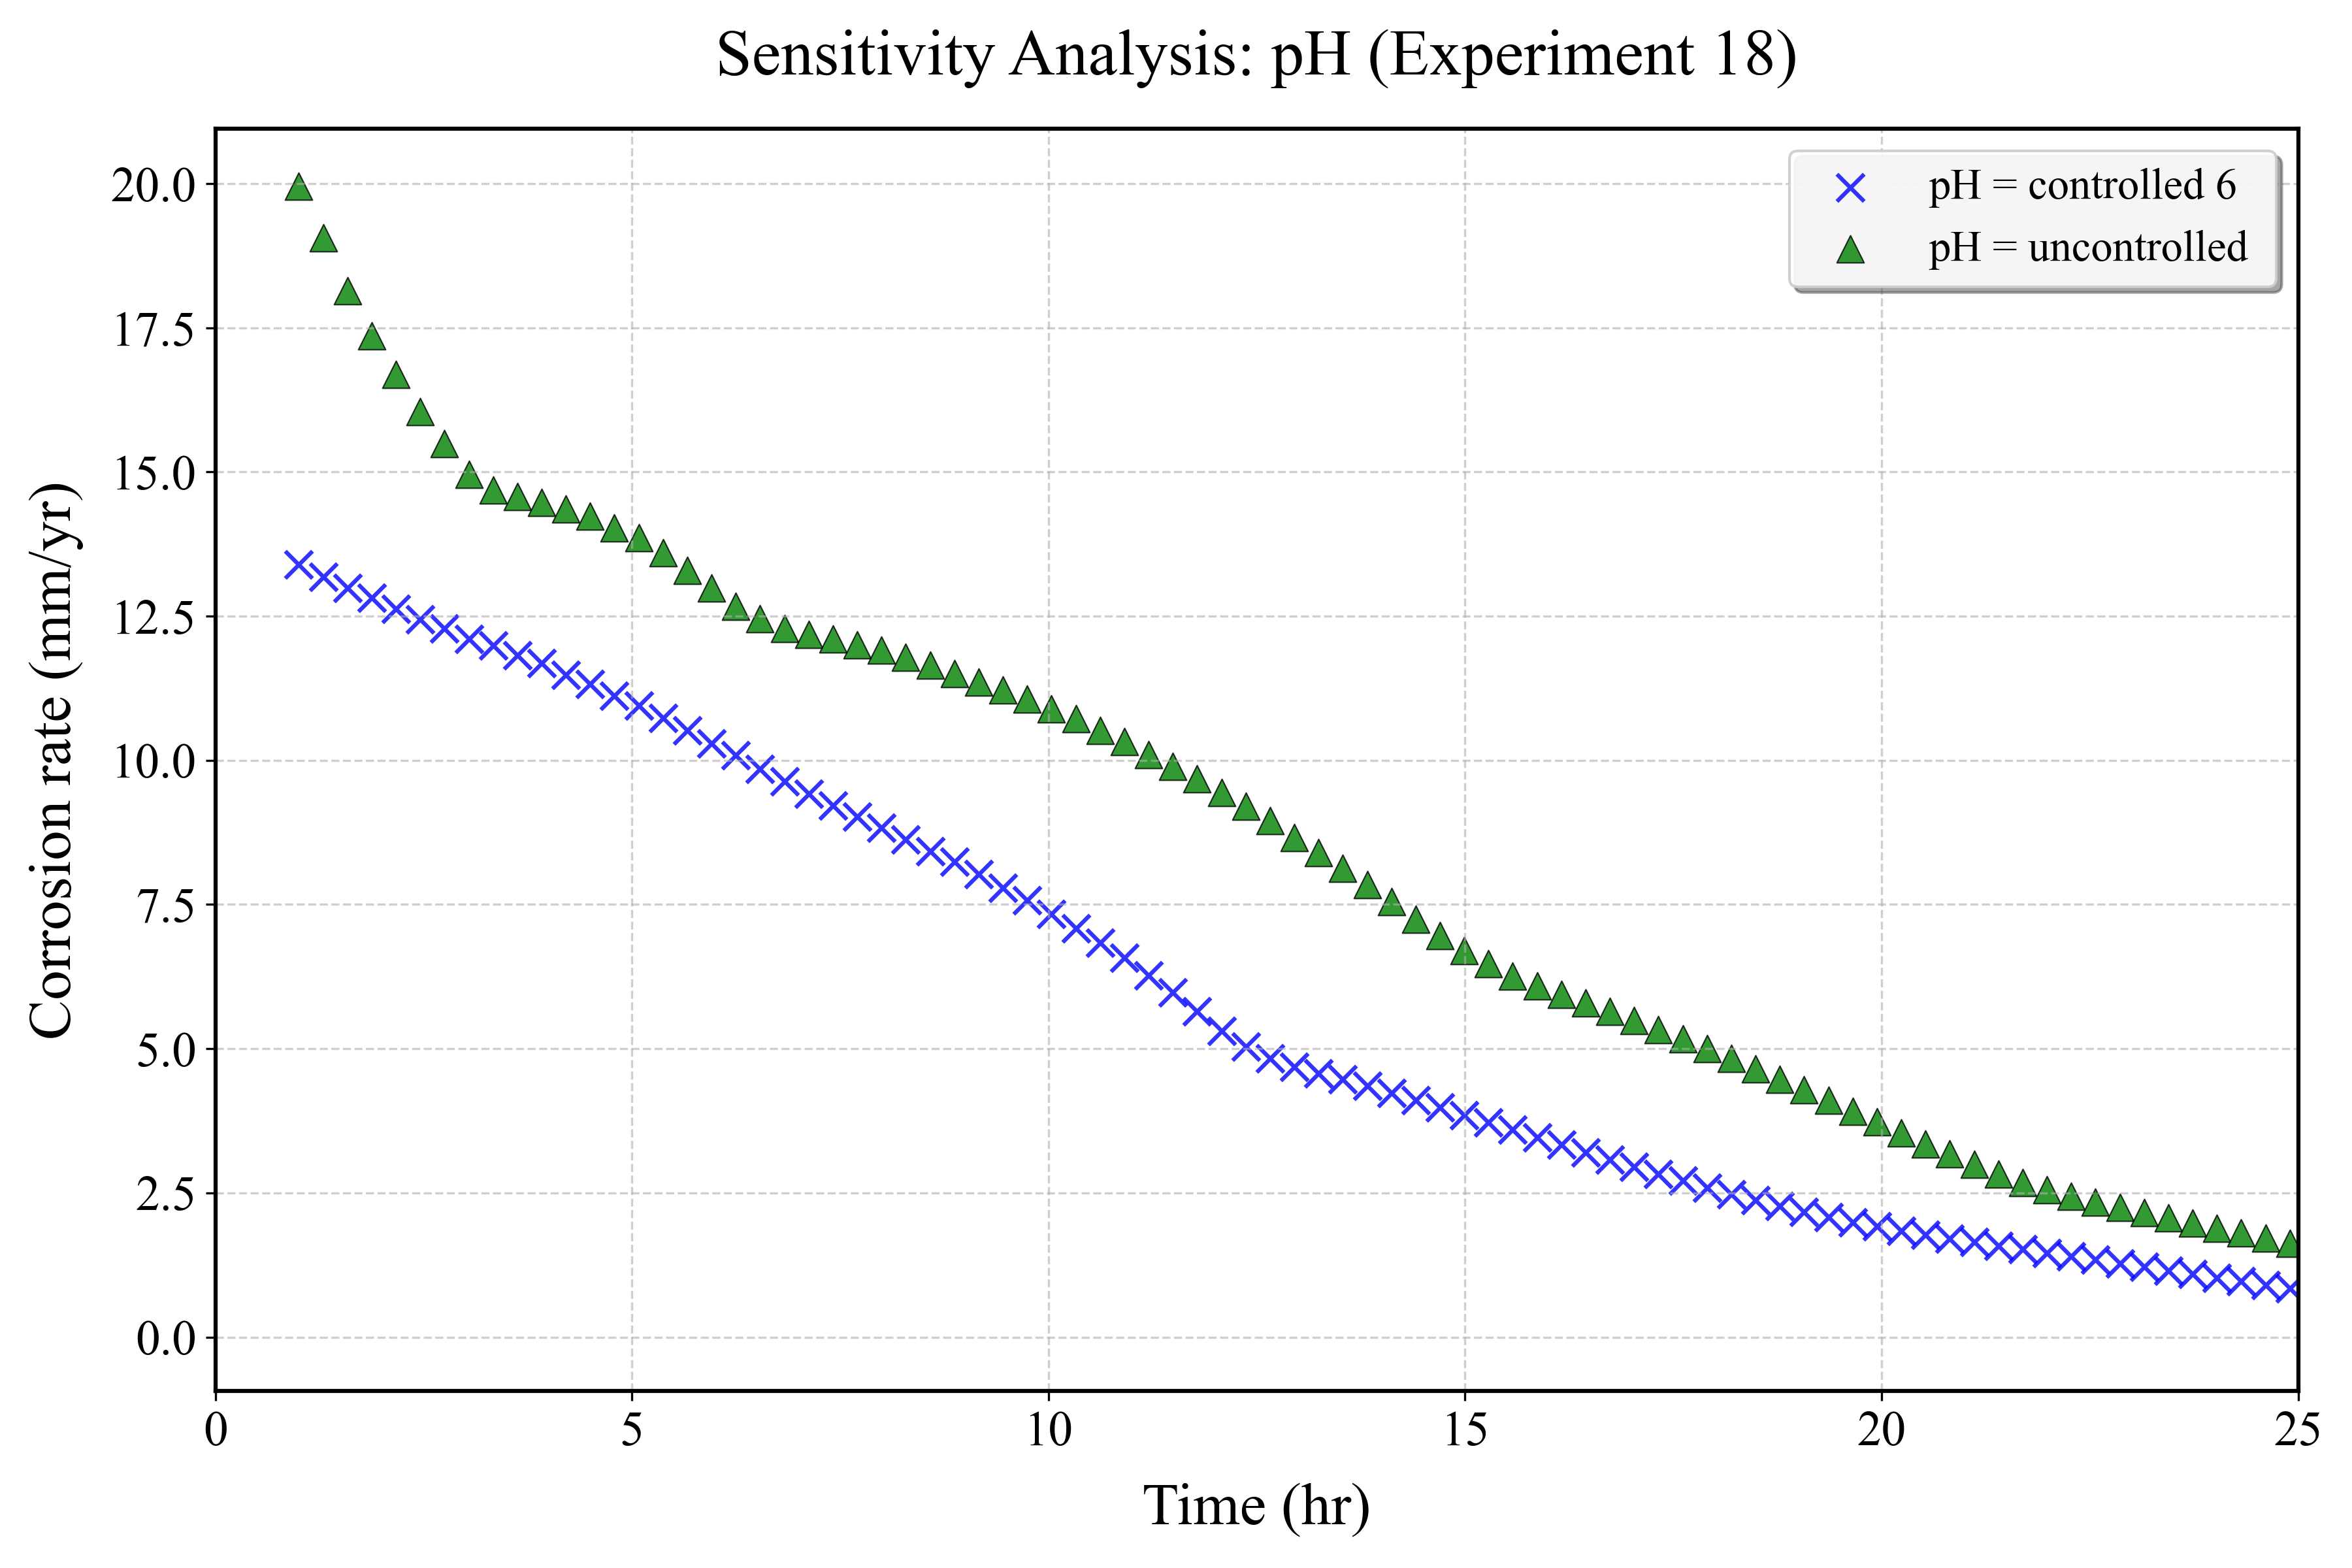 Sensitivity Analysis: pH (Experiment 18)
pH = controlled 6
pH = uncontrolled
Corrosion rate (mm/yr)
20.0
17.5
15.0
12.5
10.0
7.5
5.0
2.5
0.0
0 5 10 15 20 25
Time (hr)